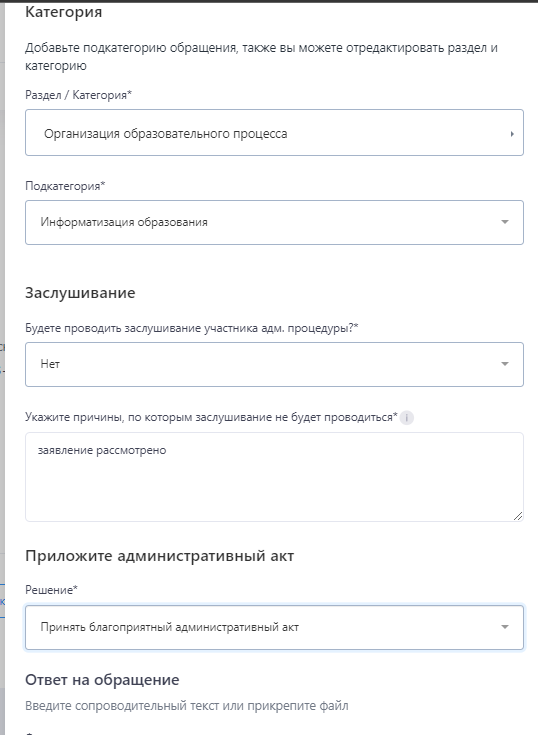 Категория
Добавьте подкатегорию обращения, также вы можете отредактировать раздел и
категорию
Раздел / Категория*
Организация образовательного процесса
Подкатегория*
Информатизация образования
Заслушивание
Будете проводить заслушивание участника адм. процедуры?*
Нет
Укажите причины, по которым заслушивание не будет проводиться*
заявление рассмотрено
Приложите административный акт
Решение*
Принять благоприятный административный акт
Ответ на обращение
Введите сопроводительный текст или прикрепите файл